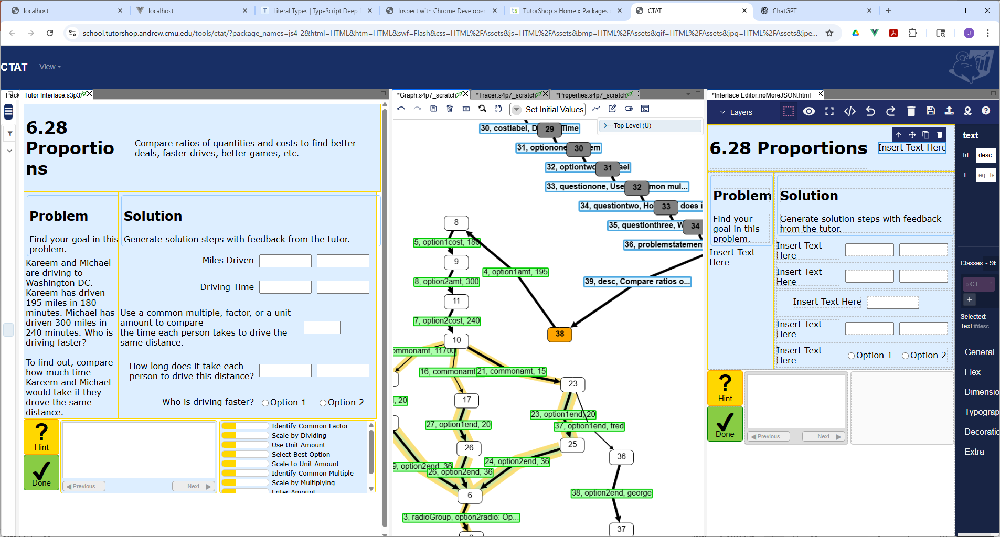 localhost
localhost
Literal Types | TypeScript Deep
Inspect with Chrome Developer
TutorShop » Home » Packages
CTAT
ChatGPT
school.tutorshop.andrew.cmu.edu/tools/ctat/?package_names=js4-2&html=HTML&htm=HTML&swf=Flash&css=HTML%2FAssets&js=HTML%2FAssets&bmp=HTML%2FAssets&gif=HTML%2FAssets&jpg=HTML%2FAssets&jpe...
J
CTAT
View
Pack
Tutor Interface:s3p3
6.28
Proportio
ns
Compare ratios of quantities and costs to find better
deals, faster drives, better games, etc.
Problem
Find your goal in this
problem.
Kareem and Michael
are driving to
Washington DC.
Kareem has driven
195 miles in 180
minutes. Michael has
driven 300 miles in
240 minutes. Who is
driving faster?
To find out, compare
how much time
Kareem and Michael
would take if they
drove the same
distance.
Solution
Generate solution steps with feedback from the tutor.
Miles Driven
Driving Time
Use a common multiple, factor, or a unit
amount to compare
the time each person takes to drive the
same distance.
How long does it take each
person to drive this distance?
Who is driving faster?
Option 1
Option 2
?
Hint
Done
Previous
Next
Identify Common Factor
Scale by Dividing
Use Unit Amount
Select Best Option
Scale to Unit Amount
Identify Common Multiple
Scale by Multiplying
Enter Amount
*Graph:s4p7_scratch
*Tracer:s4p7_scratch
*Properties:s4p7_scratch
Set Initial Values
Top Level (U)
30, costlabel, D
29
Time
31, optionone
30
em
32, optiontwo
31
ael
33, questionone, Use
32
mon mul...
34, questiontwo, Ho
33
does i
35, questionthree, W
34
36, problemstatemen
8
5, option1cost, 180
9
4, option1amt, 195
8, option2amt, 300
39, desc, Compare ratios o...
11
7, option2cost, 240
38
10
ommonamt, 11700
16, commonamt
21, commonamt, 15
23
17
, 20
23, option1end, 20
27, option1end, 20
37, option1end, fred
25
26
36
24, option2end, 36
9, option2end, 36
26, option2end, 36
6
38, option2end, george
3, radioGroup, option2radio: Op...
37
*Interface Editor:noMoreJSON.html
Layers
6.28 Proportions
Insert Text Here
Problem
Find your
goal in this
problem.
Insert Text
Here
Solution
Generate solution steps with feedback
from the tutor.
Insert Text
Here
Insert Text
Here
Insert Text Here
Insert Text
Here
Insert Text
Here
Option 1
Option 2
?
Hint
Done
Previous
Next
text
Id
desc
T...
eg. Te
Classes
- Sta
CT...
+
Selected:
Text #desc
General
Flex
Dimensio
Typograp
Decoratio
Extra